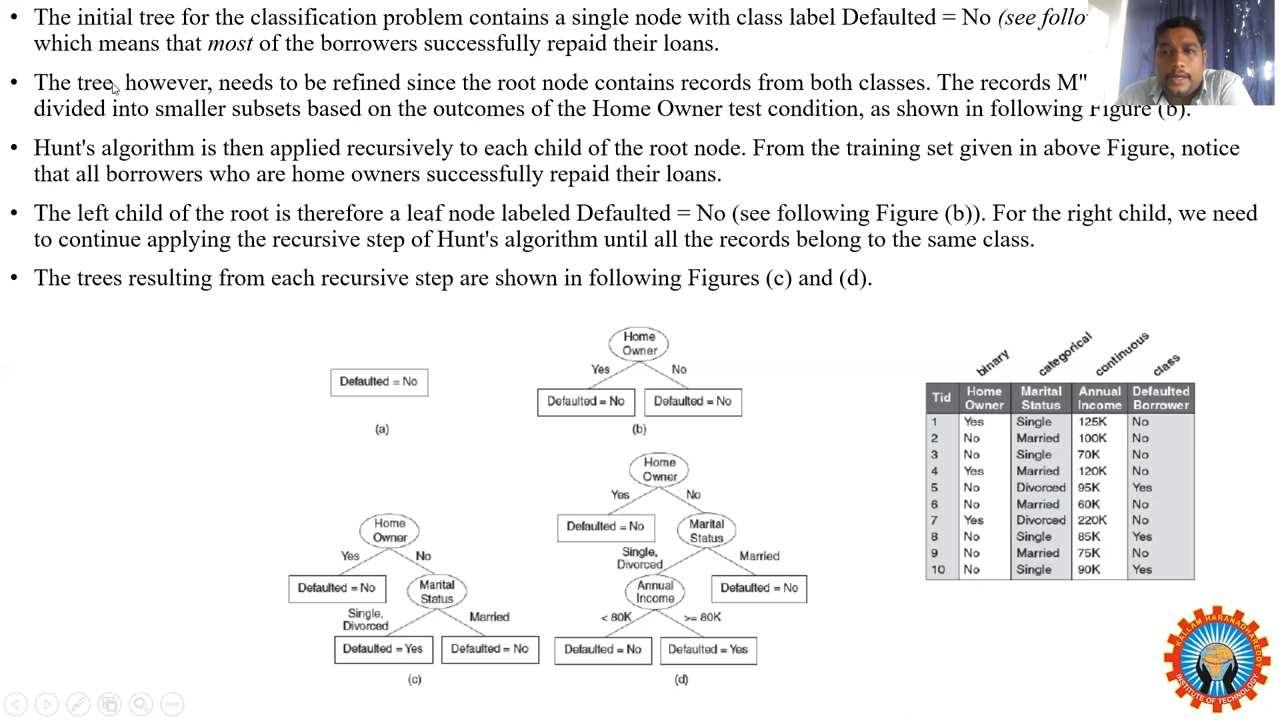 • The initial tree for the classification problem contains a single node with class label Defaulted = No (see follo
which means that most of the borrowers successfully repaid their loans.
• The tree, however, needs to be refined since the root node contains records from both classes. The records M"
divided into smaller subsets based on the outcomes of the Home Owner test condition, as shown in following Figure (b).
• Hunt's algorithm is then applied recursively to each child of the root node. From the training set given in above Figure, notice
that all borrowers who are home owners successfully repaid their loans.
• The left child of the root is therefore a leaf node labeled Defaulted = No (see following Figure (b)). For the right child, we need
to continue applying the recursive step of Hunt's algorithm until all the records belong to the same class.
• The trees resulting from each recursive step are shown in following Figures (c) and (d).
Defaulted = No
(a)
Home
Owner
Yes No
Defaulted = No Defaulted = No
(b)
Home
Owner
Yes No
Defaulted = No Marital
Status
Single,
Divorced Married
Defaulted = Yes Defaulted = No
(c)
Home
Owner
Yes No
Defaulted = No Marital
Status
Single,
Divorced Married
Annual
Income Defaulted = No
< 80K >= 80K
Defaulted = No Defaulted = Yes
(d)
binary categorical continuous class
Tid Home Owner Marital Status Annual Income Defaulted Borrower
1 Yes Single 125K No
2 No Married 100K No
3 No Single 70K No
4 Yes Married 120K No
5 No Divorced 95K Yes
6 No Married 60K No
7 Yes Divorced 220K No
8 No Single 85K Yes
9 No Married 75K No
10 No Single 90K Yes
KALLAM HARANADHAREDDY
INSTITUTE OF TECHNOLOGY